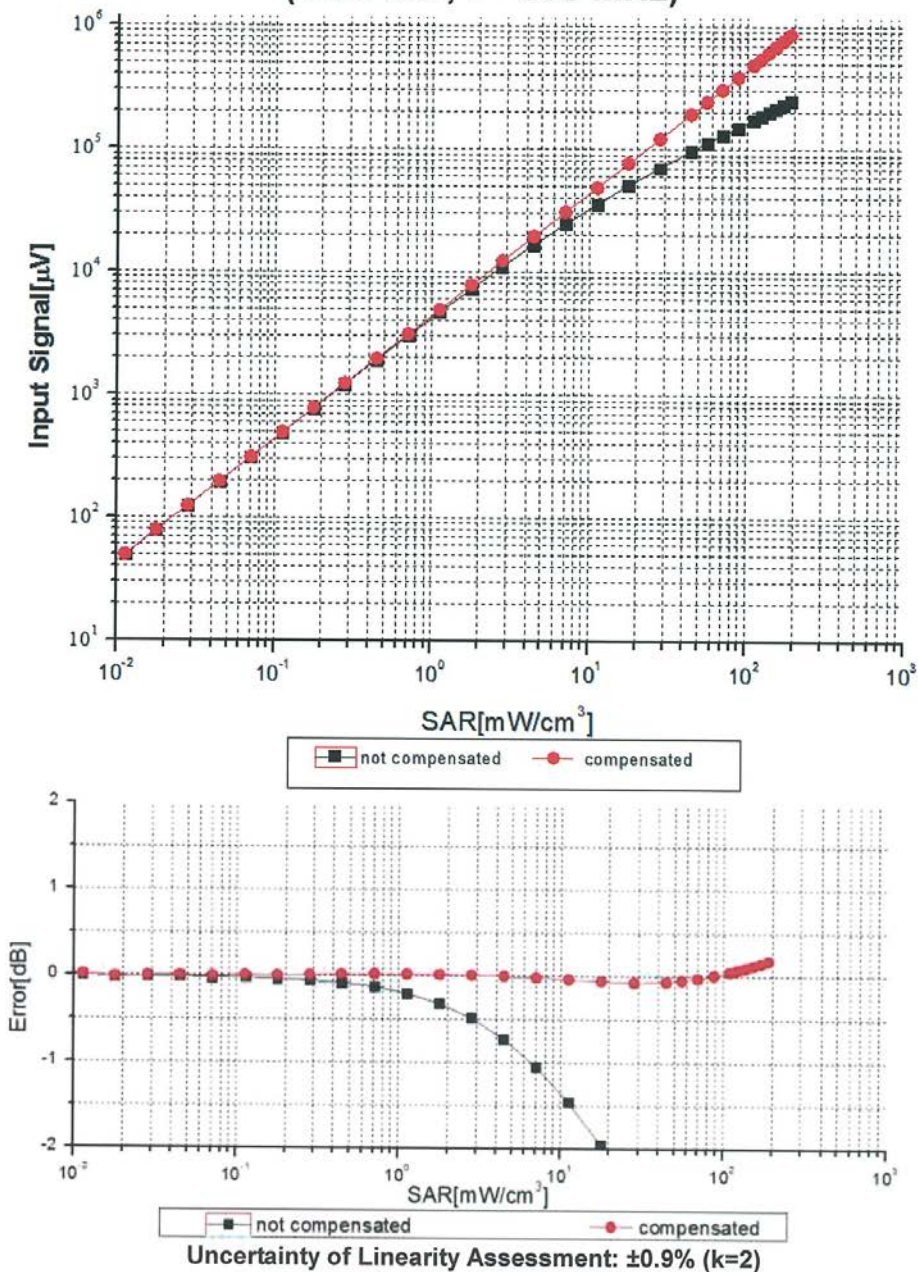 10⁶
10⁵
10⁴
10³
10²
10¹
Input Signal[µV]
10⁻² 10⁻¹ 10⁰ 10¹ 10² 10³
SAR[mW/cm³]
not compensated compensated
2
1
0
-1
-2
Error[dB]
10⁻² 10⁻¹ 10⁰ 10¹ 10² 10³
SAR[mW/cm³]
not compensated compensated
Uncertainty of Linearity Assessment: ±0.9% (k=2)